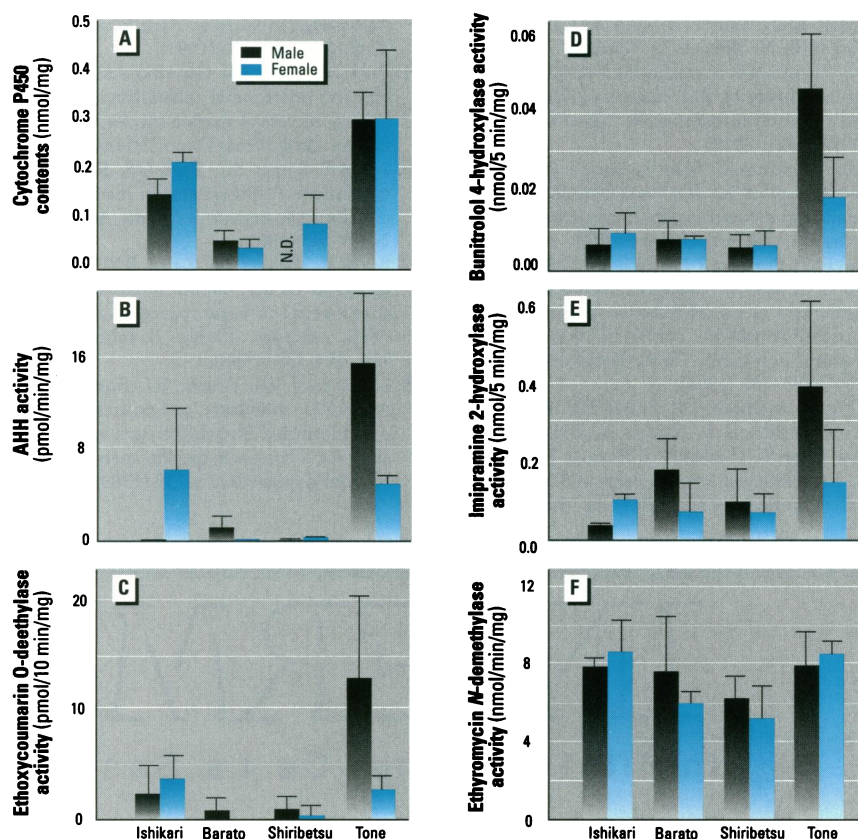 A
Male
Female
Cytochrome P450
contents (nmol/mg)
0.5
0.4
0.3
0.2
0.1
0.0
N.D.
B
AHH activity
(pmol/min/mg)
16
8
0
C
Ethoxycoumarin O-deethylase
activity (pmol/10 min/mg)
20
10
0
Ishikari Barato Shiribetsu Tone
D
Bunitrolol 4-hydroxylase activity
(nmol/5 min/mg)
0.06
0.04
0.02
0.00
E
Imipramine 2-hydroxylase
activity (nmol/5 min/mg)
0.6
0.4
0.2
0.0
F
Ethyromycin N-demethylase
activity (nmol/min/mg)
12
8
4
0
Ishikari Barato Shiribetsu Tone